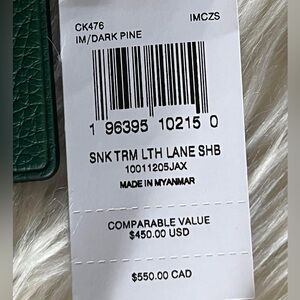 CK476 IMCZS
IM/DARK PINE
1 96395 10215 0
SNK TRM LTH LANE SHB
10011205JAX
MADE IN MYANMAR
COMPARABLE VALUE
$450.00 USD
$550.00 CAD